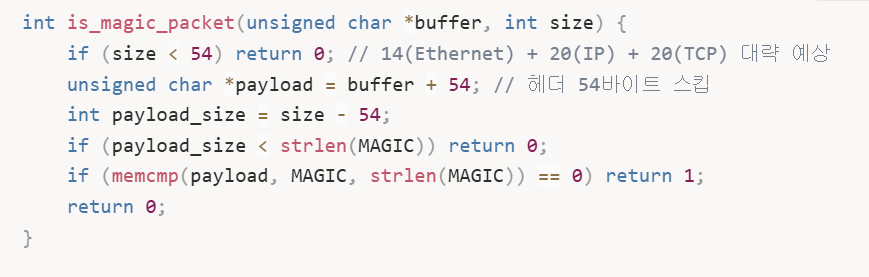 int is_magic_packet(unsigned char *buffer, int size) {
    if (size < 54) return 0; // 14(Ethernet) + 20(IP) + 20(TCP) 대략 예상
    unsigned char *payload = buffer + 54; // 헤더 54바이트 스킵
    int payload_size = size - 54;
    if (payload_size < strlen(MAGIC)) return 0;
    if (memcmp(payload, MAGIC, strlen(MAGIC)) == 0) return 1;
    return 0;
}